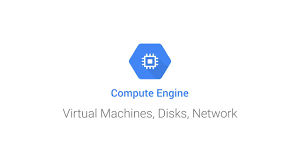 Compute Engine
Virtual Machines, Disks, Network